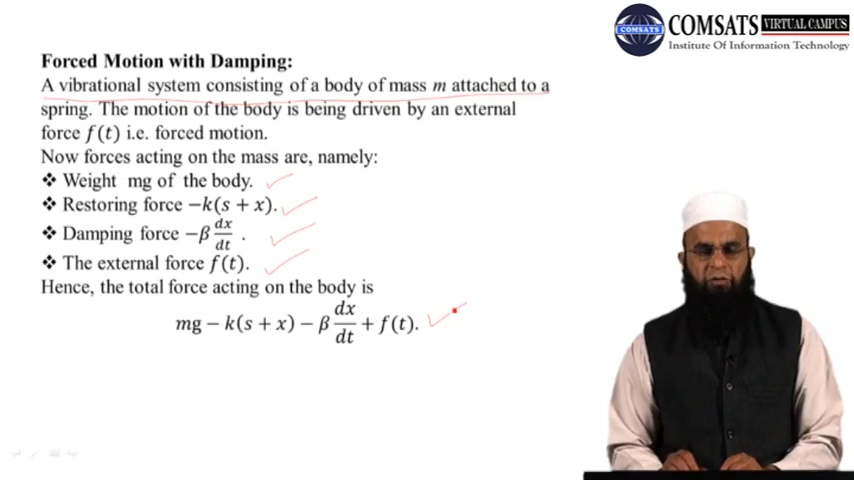 COMSATS VIRTUAL CAMPUS
Institute Of Information Technology
COMSATS
Forced Motion with Damping:
A vibrational system consisting of a body of mass m attached to a
spring. The motion of the body is being driven by an external
force f(t) i.e. forced motion.
Now forces acting on the mass are, namely:
❖ Weight mg of the body.
❖ Restoring force −k(s + x).
❖ Damping force −β dx/dt .
❖ The external force f(t).
Hence, the total force acting on the body is
mg − k(s + x) − β dx/dt + f(t).